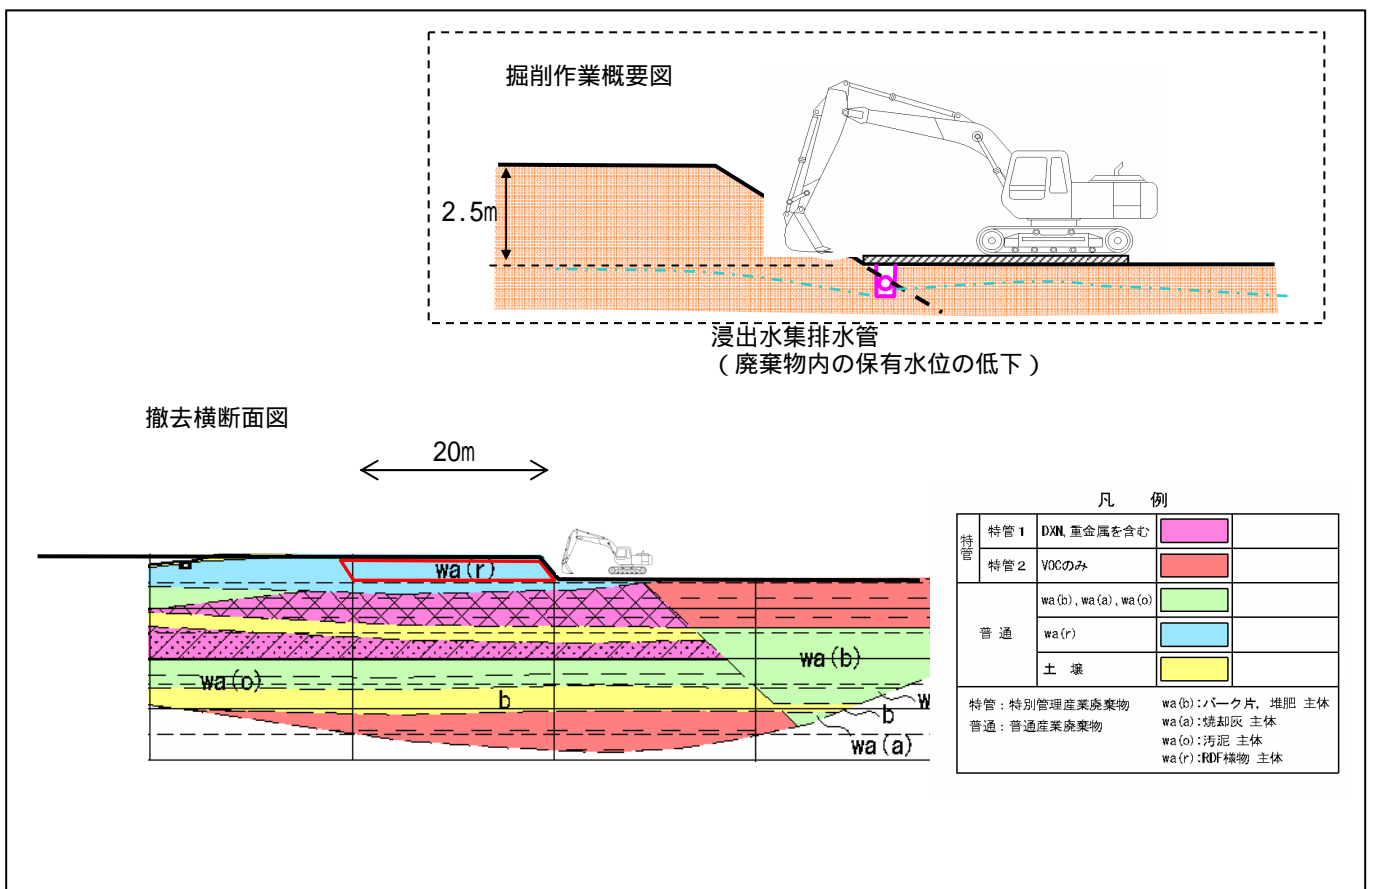 掘削作業概要図
2.5m
浸出水集排水管
(廃棄物内の保有水位の低下)
撤去横断面図
20m
wa(r)
wa(b)
wa(o)
b
w
b
wa(a)
凡 例
特管
特管1
DXN,重金属を含む
特管2
VOCのみ
普通
wa(b),wa(a),wa(o)
wa(r)
土 壌
特管:特別管理産業廃棄物
普通:普通産業廃棄物
wa(b):バーク片, 堆肥 主体
wa(a):焼却灰 主体
wa(o):汚泥 主体
wa(r):RDF様物 主体